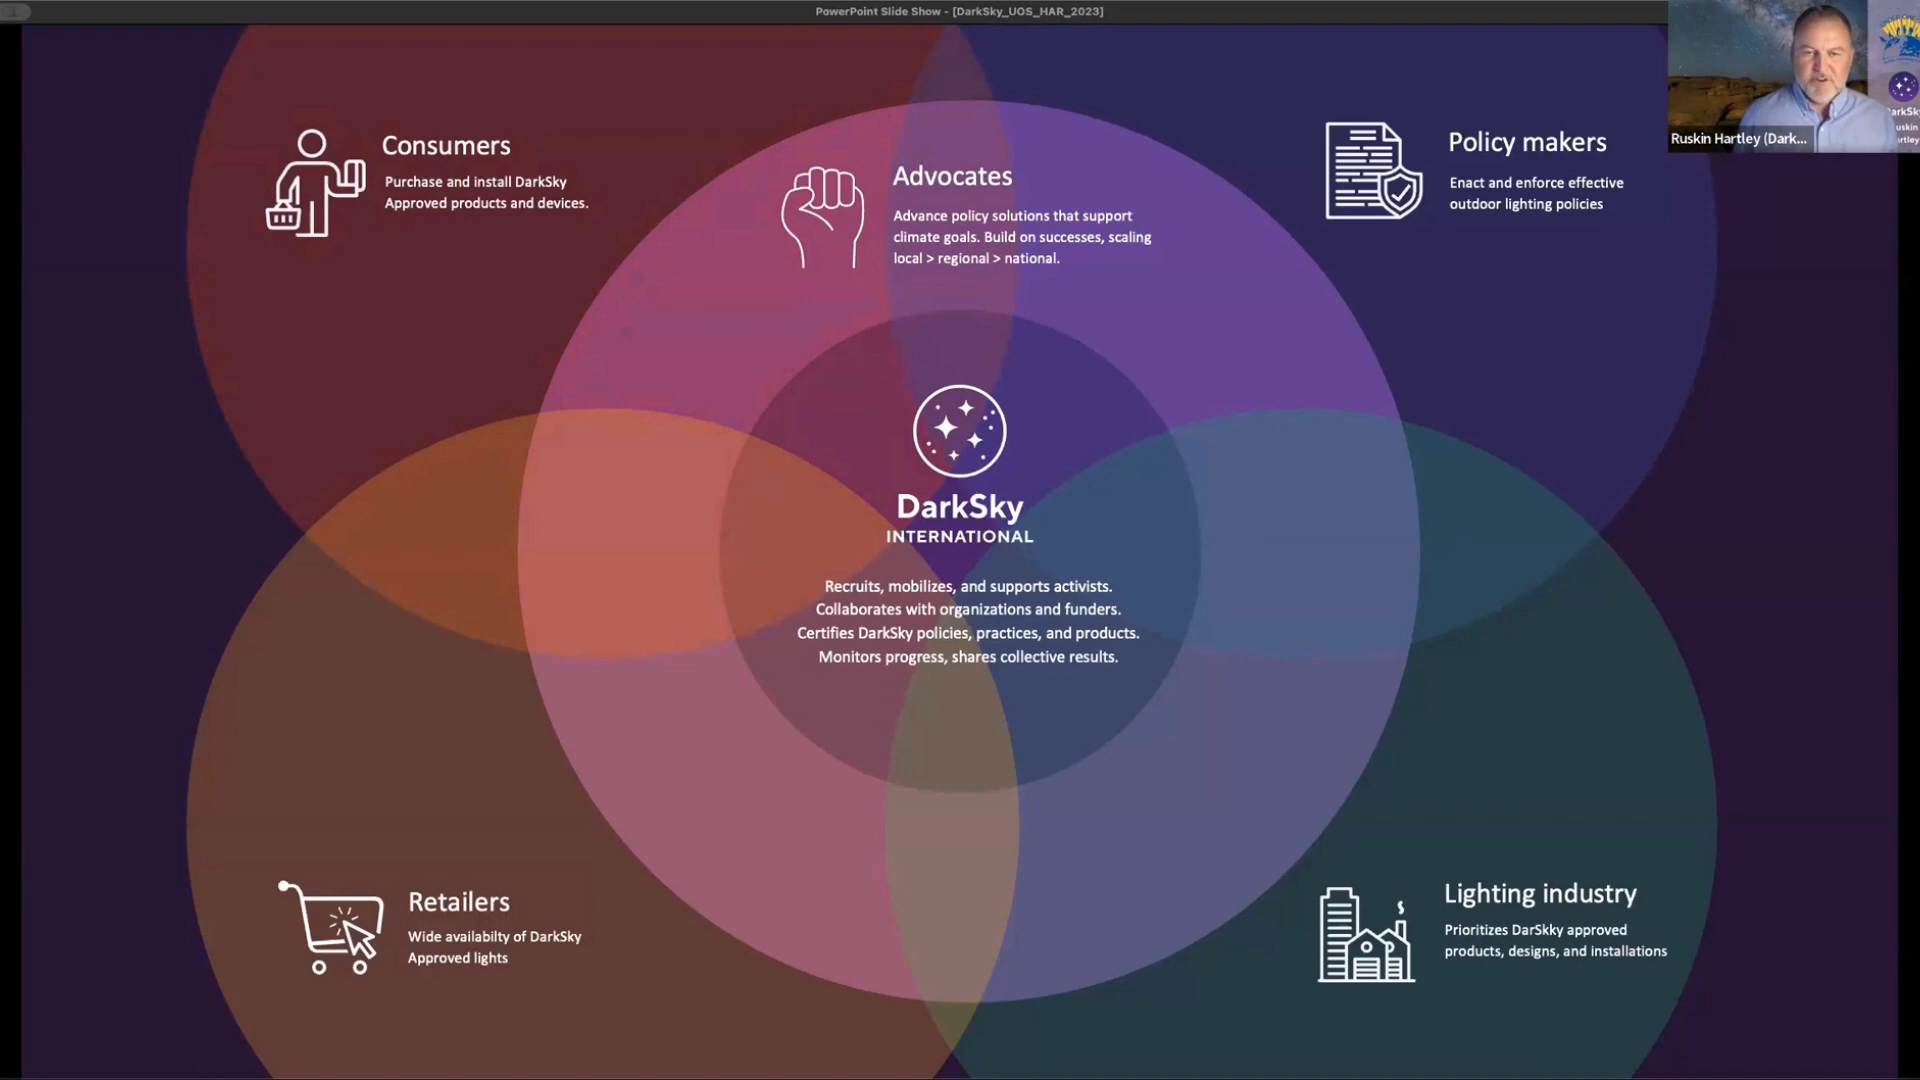 PowerPoint Slide Show - [DarkSky_UOS_HAR_2023]
Consumers
Purchase and install DarkSky
Approved products and devices.
Advocates
Advance policy solutions that support
climate goals. Build on successes, scaling
local > regional > national.
Policy makers
Enact and enforce effective
outdoor lighting policies
Ruskin Hartley (Dark...
DarkSky
INTERNATIONAL
Recruits, mobilizes, and supports activists.
Collaborates with organizations and funders.
Certifies DarkSky policies, practices, and products.
Monitors progress, shares collective results.
Retailers
Wide availabilty of DarkSky
Approved lights
Lighting industry
Prioritizes DarSkky approved
products, designs, and installations